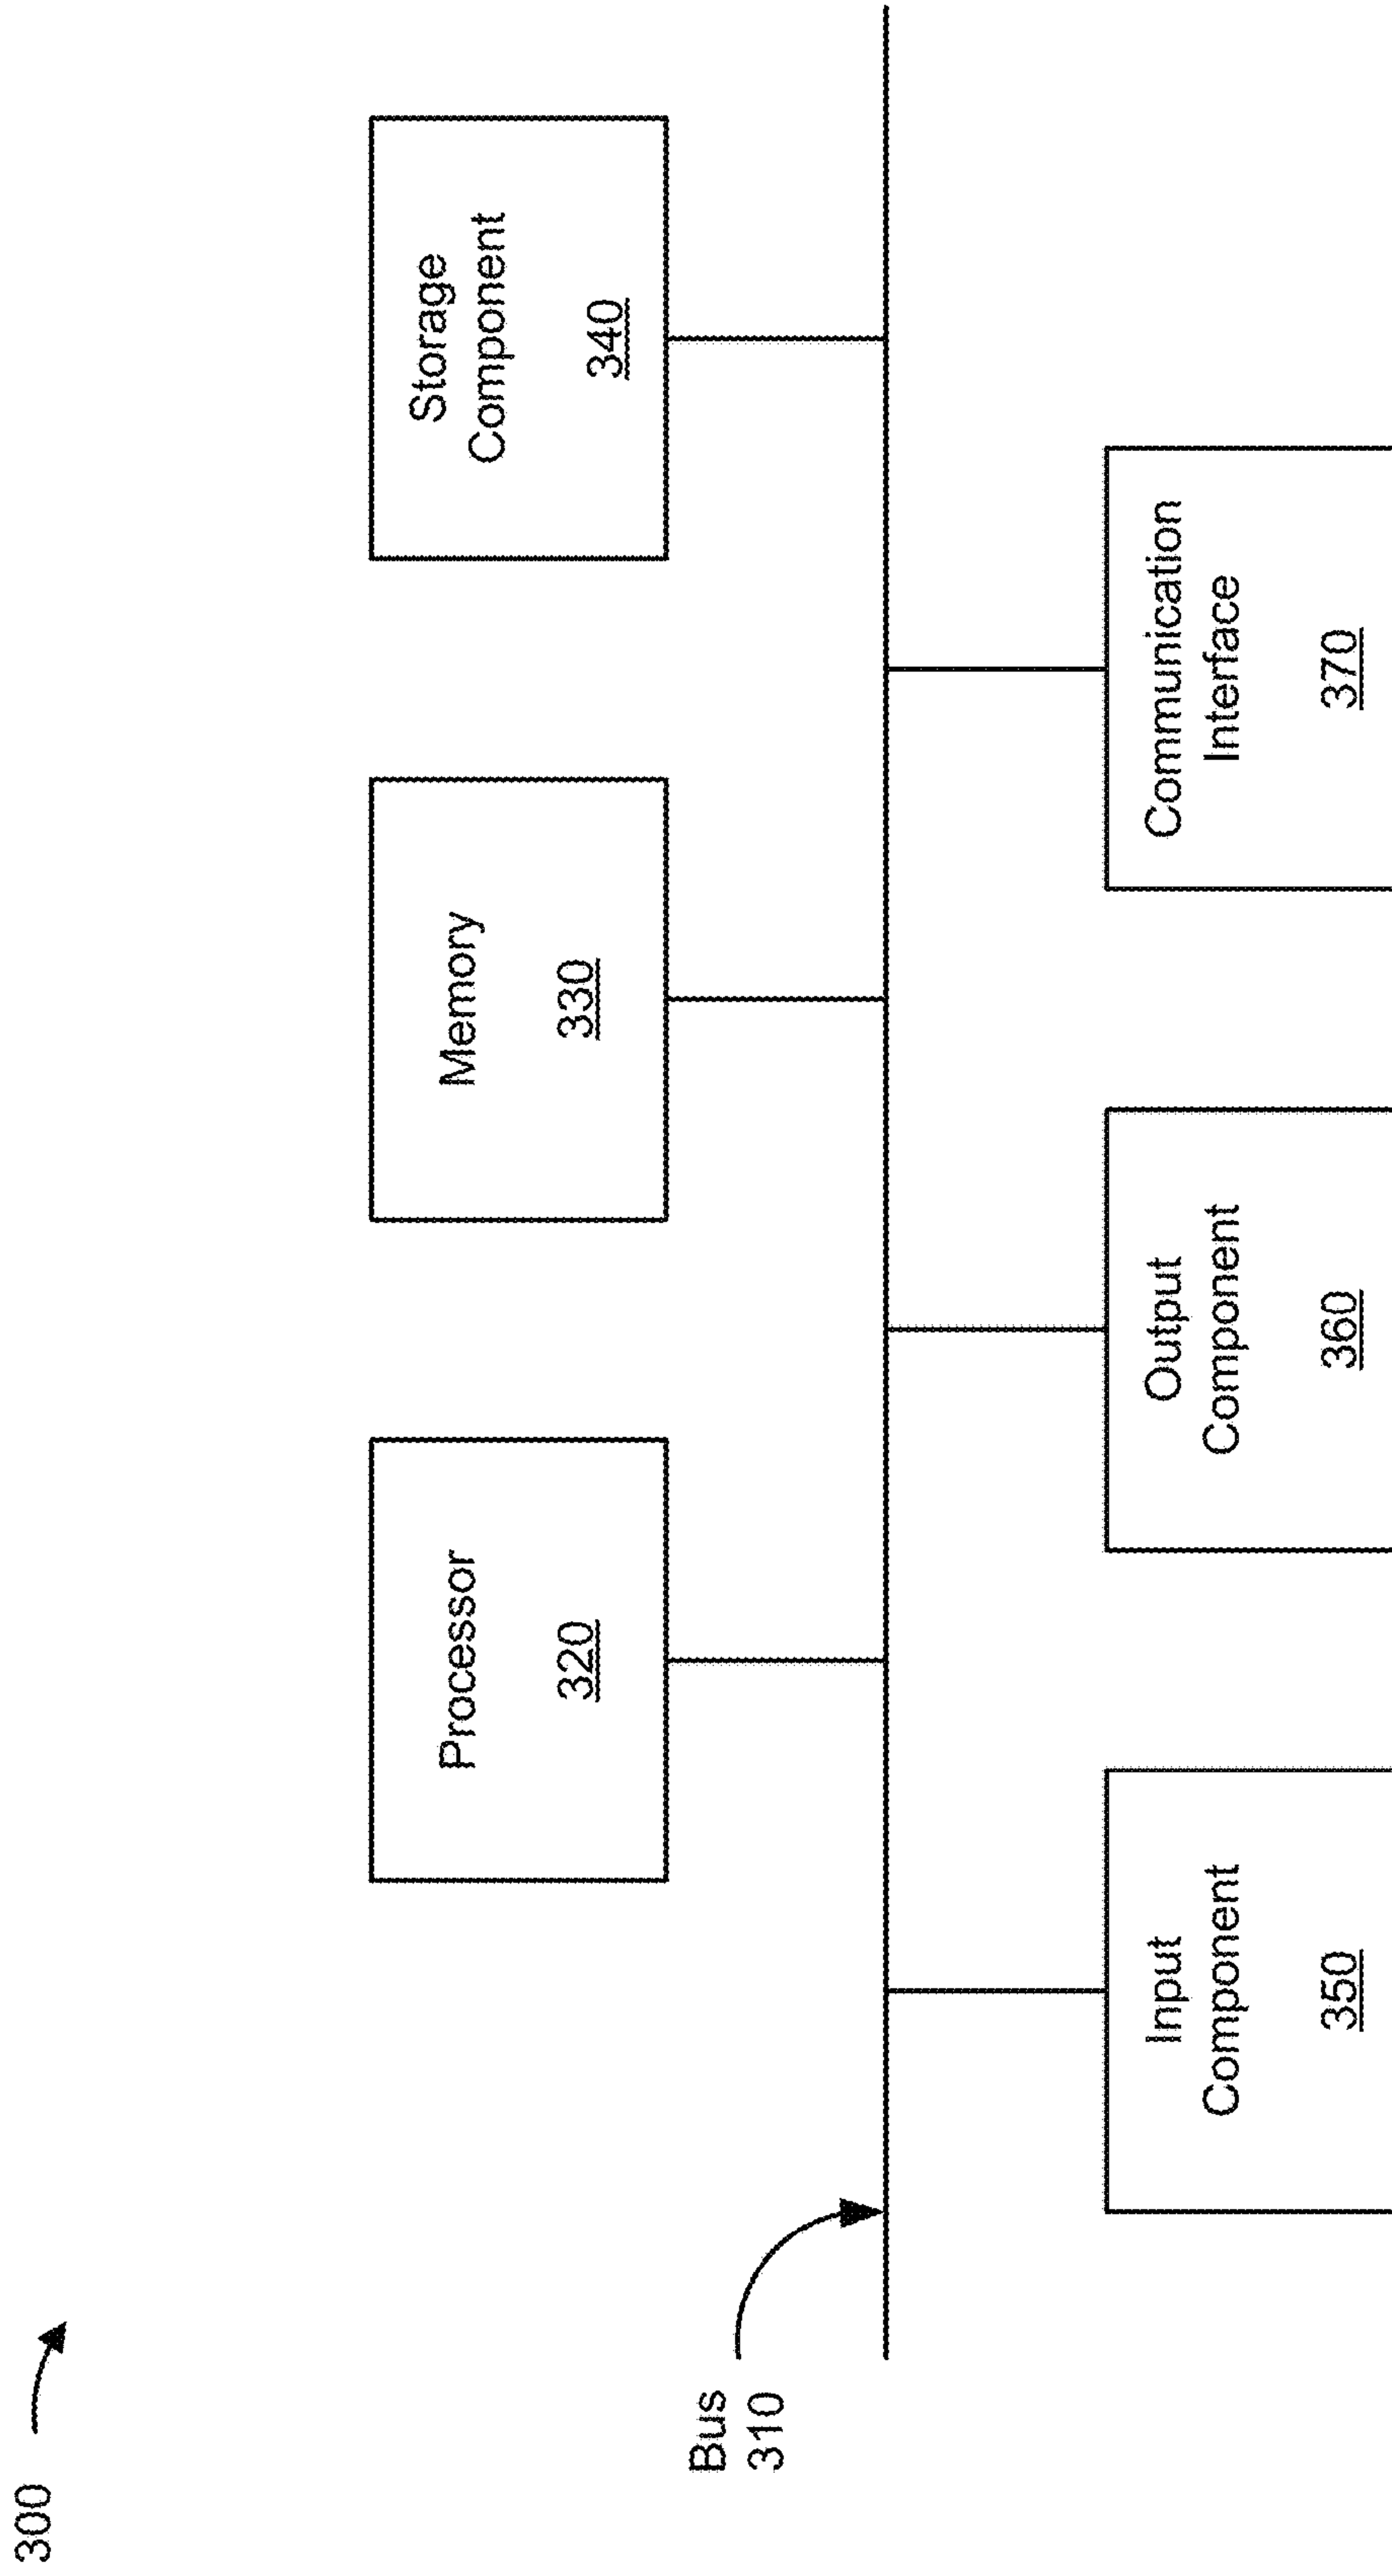 300
Processor
320
Memory
330
Storage
Component
340
Bus
310
Input
Component
350
Output
Component
360
Communication
Interface
370